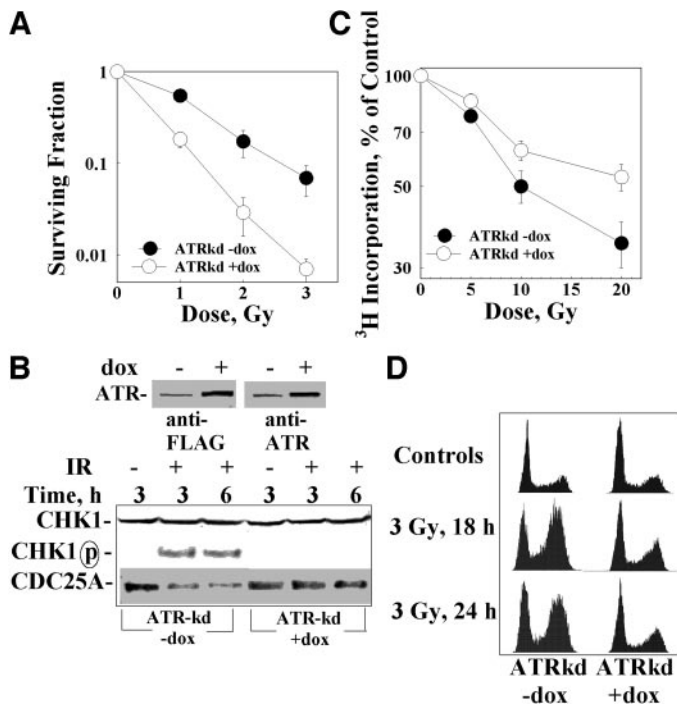 A
Surviving Fraction
1
0.1
0.01
ATRkd -dox
ATRkd +dox
0 1 2 3
Dose, Gy
C
³H Incorporation, % of Control
100
70
50
30
ATRkd -dox
ATRkd +dox
0 5 10 15 20
Dose, Gy
B
dox - + - +
ATR-
anti- anti-
FLAG ATR
IR - + + - + +
Time, h 3 3 6 3 3 6
CHK1-
CHK1 p -
CDC25A-
ATR-kd ATR-kd
-dox +dox
D
Controls
3 Gy, 18 h
3 Gy, 24 h
ATRkd ATRkd
-dox +dox